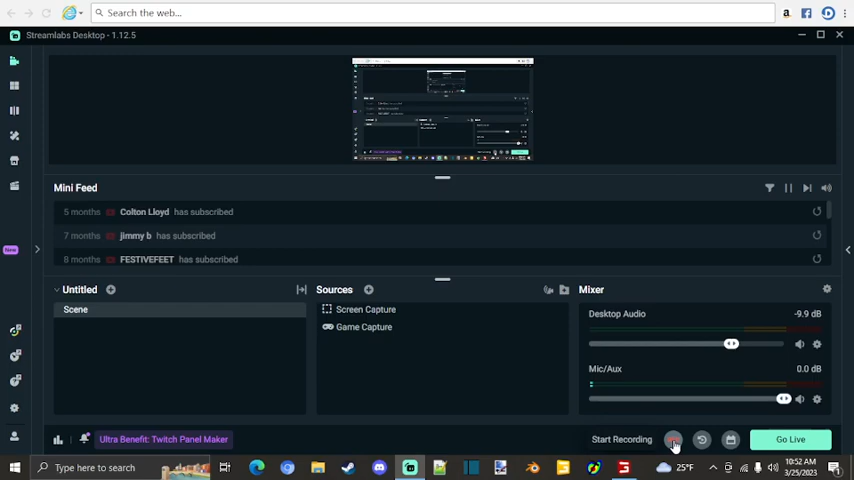 Search the web...
Streamlabs Desktop - 1.12.5
Mini Feed
5 months Colton Lloyd has subscribed
7 months jimmy b has subscribed
8 months FESTIVEFEET has subscribed
Untitled
Sources
Mixer
Scene
Screen Capture
Game Capture
Desktop Audio -9.9 dB
Mic/Aux 0.0 dB
New
Ultra Benefit: Twitch Panel Maker
Start Recording
Go Live
Type here to search
25°F
10:52 AM
3/25/2023